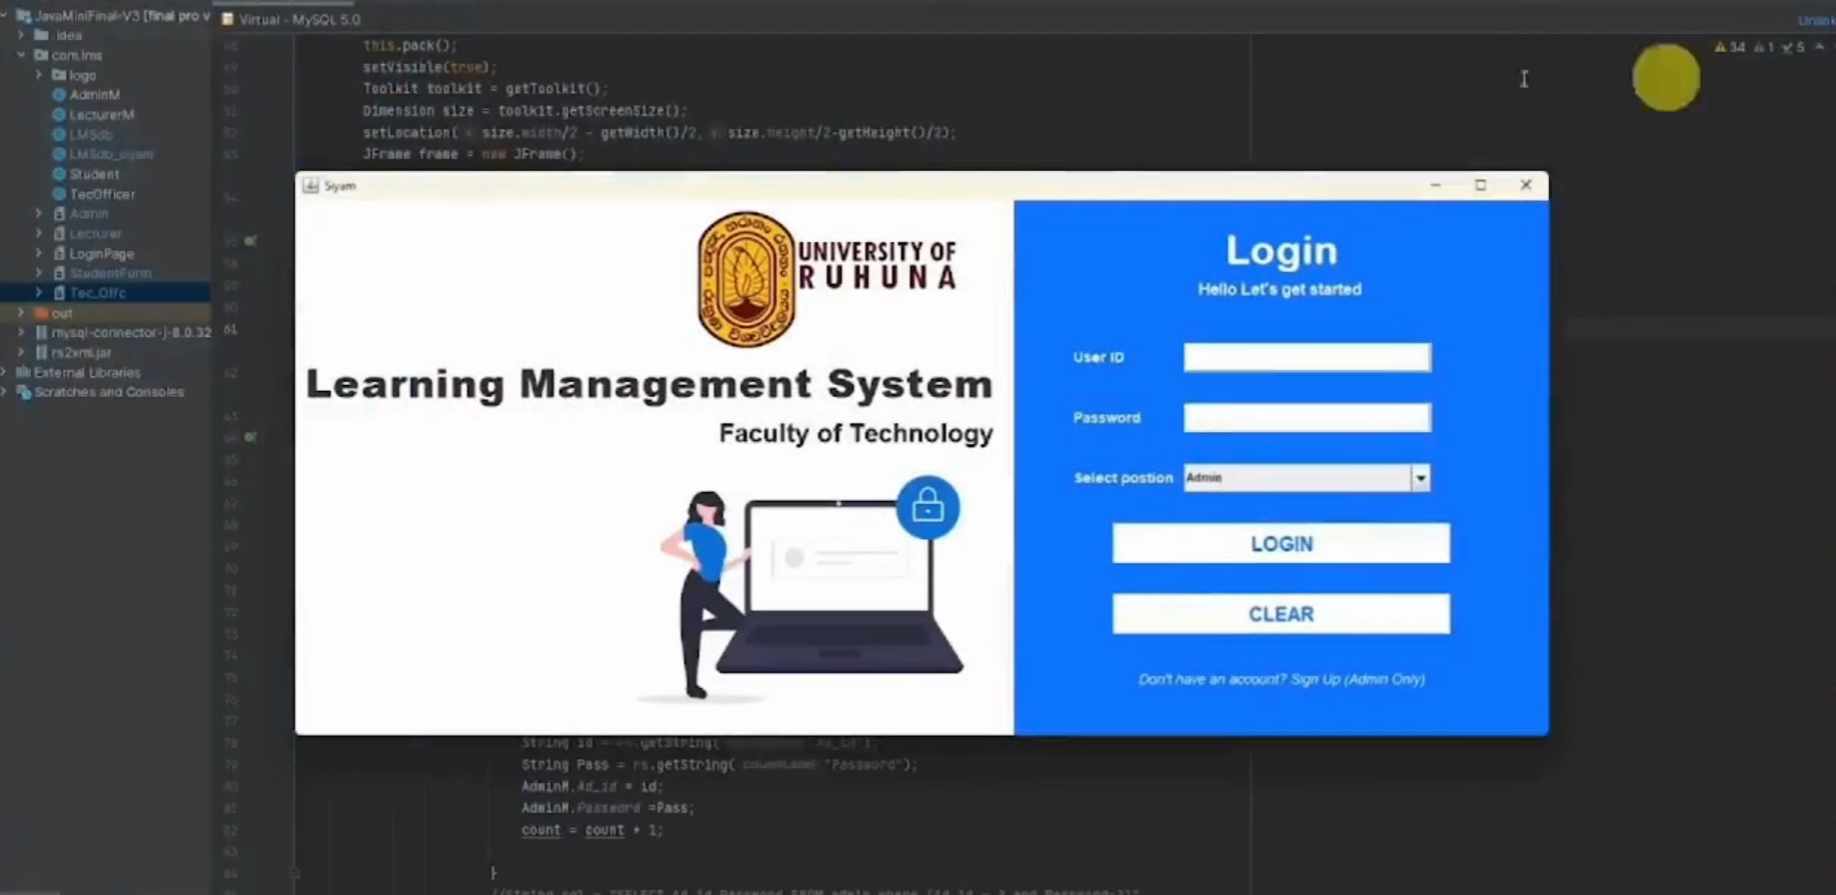 JavaMiniFinal-V3 [final pro v
.idea
com.lms
logo
AdminM
LecturerM
LMSdb
LMSdb_siyam
Student
TecOfficer
Admin
Lecturer
LoginPage
StudentForm
Tec_Offc
out
mysql-connector-j-8.0.32
rs2xml.jar
External Libraries
Scratches and Consoles
Virtual - MySQL 5.0
34 1 5
this.pack();
setVisible(true);
Toolkit toolkit = getToolkit();
Dimension size = toolkit.getScreenSize();
setLocation( size.width/2 - getWidth()/2, size.height/2-getHeight()/2);
JFrame frame = new JFrame();
Siyam
UNIVERSITY OF
RUHUNA
Learning Management System
Faculty of Technology
Login
Hello Let's get started
User ID
Password
Select postion Admin
LOGIN
CLEAR
Don't have an account? Sign Up (Admin Only)
String id = rs.getString(
String Pass = rs.getString( columnLabel: "Password");
AdminM.Ad_id = id;
AdminM.Password =Pass;
count = count + 1;
}